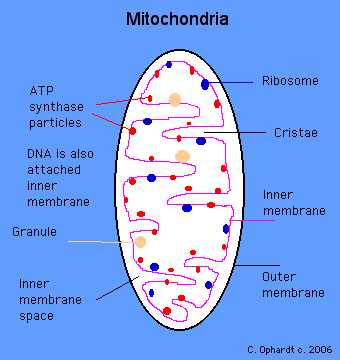 Mitochondria
ATP
synthase
particles
DNA is also
attached
inner
membrane
Granule
Inner
membrane
space
Ribosome
Cristae
Inner
membrane
Outer
membrane
C. Ophardt c. 2006